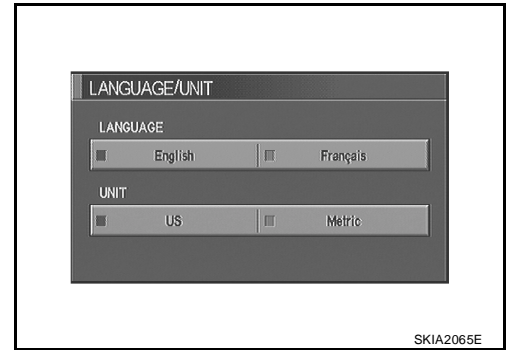 LANGUAGE/UNIT
LANGUAGE
English Français
UNIT
US Metric
SKIA2065E